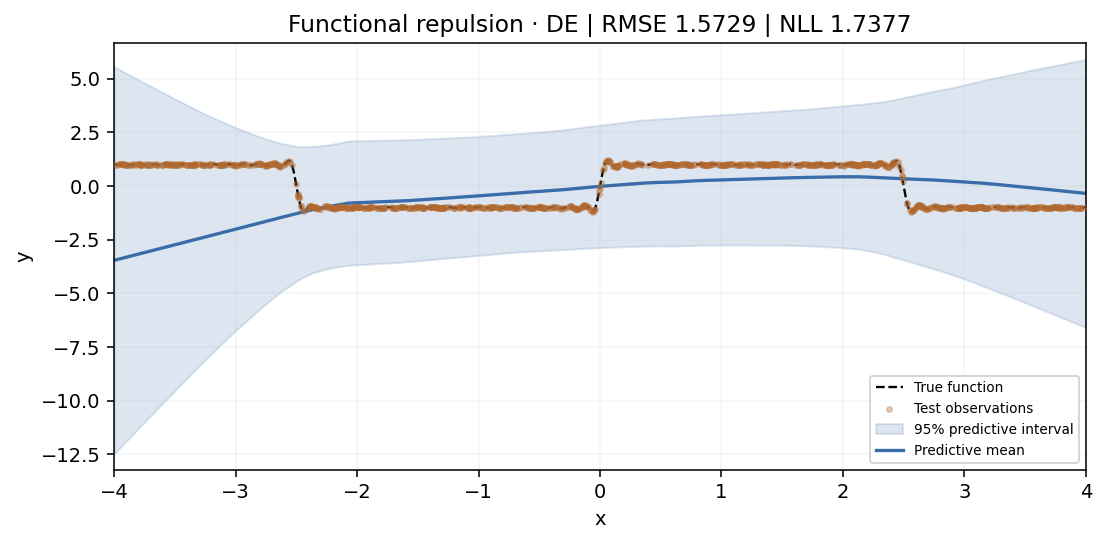 Functional repulsion · DE | RMSE 1.5729 | NLL 1.7377
y
5.0
2.5
0.0
−2.5
−5.0
−7.5
−10.0
−12.5
True function
Test observations
95% predictive interval
Predictive mean
−4 −3 −2 −1 0 1 2 3 4
x